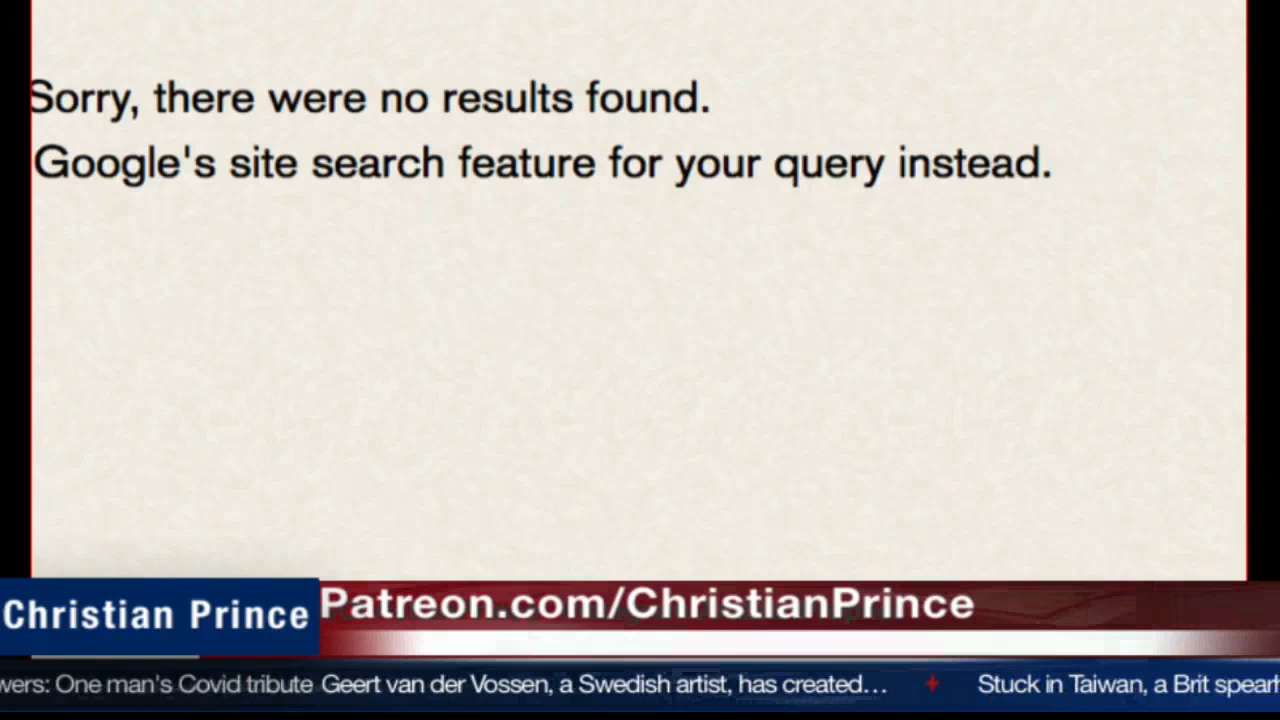 Sorry, there were no results found.
Google's site search feature for your query instead.
Christian Prince
Patreon.com/ChristianPrince
wers: One man's Covid tribute Geert van der Vossen, a Swedish artist, has created… + Stuck in Taiwan, a Brit spearh